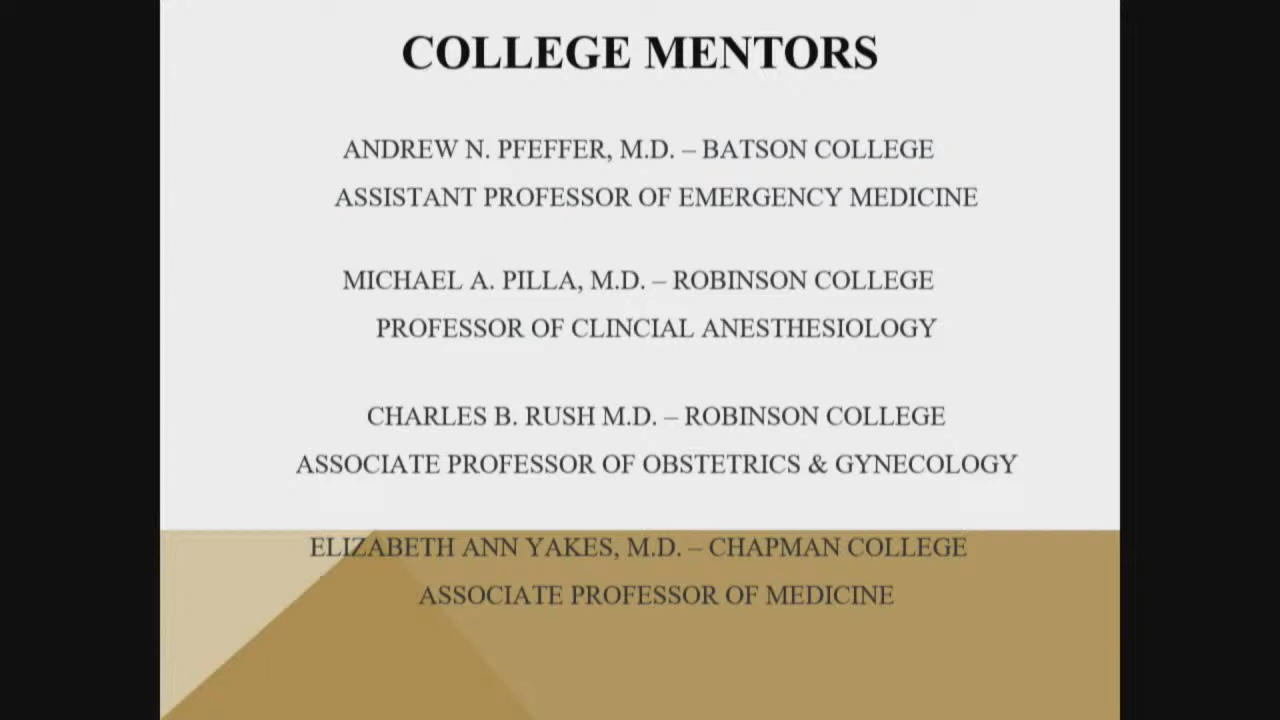 COLLEGE MENTORS
ANDREW N. PFEFFER, M.D. – BATSON COLLEGE
ASSISTANT PROFESSOR OF EMERGENCY MEDICINE
MICHAEL A. PILLA, M.D. – ROBINSON COLLEGE
PROFESSOR OF CLINCIAL ANESTHESIOLOGY
CHARLES B. RUSH M.D. – ROBINSON COLLEGE
ASSOCIATE PROFESSOR OF OBSTETRICS & GYNECOLOGY
ELIZABETH ANN YAKES, M.D. – CHAPMAN COLLEGE
ASSOCIATE PROFESSOR OF MEDICINE